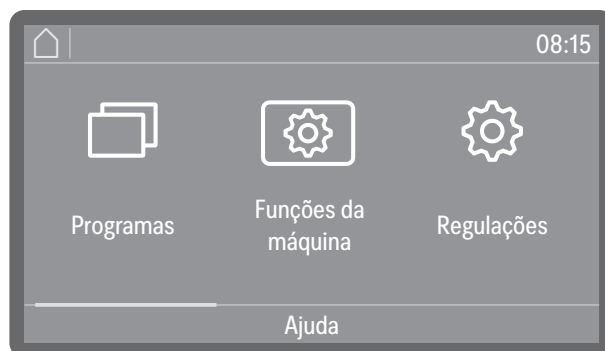 08:15
Programas
Funções da
máquina
Regulações
Ajuda